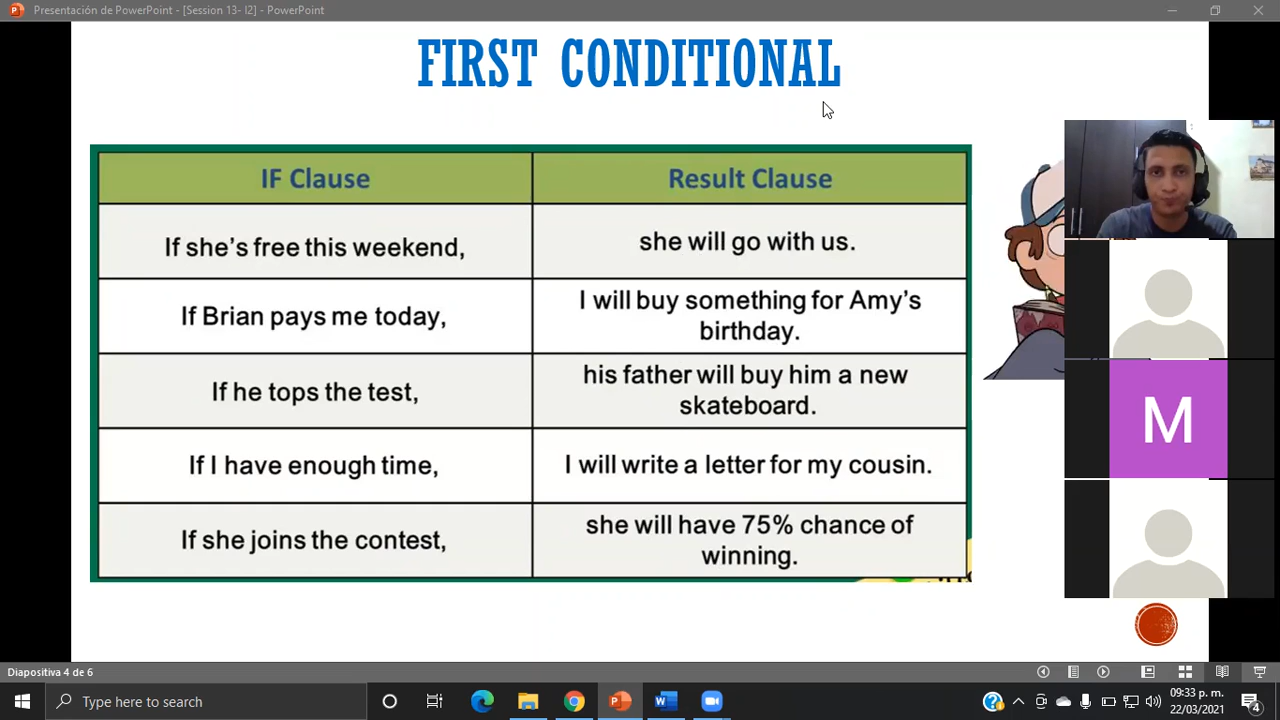 Presentación de PowerPoint - [Session 13- I2] - PowerPoint
FIRST CONDITIONAL
IF Clause
Result Clause
If she's free this weekend,
she will go with us.
If Brian pays me today,
I will buy something for Amy's
birthday.
If he tops the test,
his father will buy him a new
skateboard.
If I have enough time,
I will write a letter for my cousin.
If she joins the contest,
she will have 75% chance of
winning.
M
Diapositiva 4 de 6
Type here to search
09:33 p. m.
22/03/2021
4